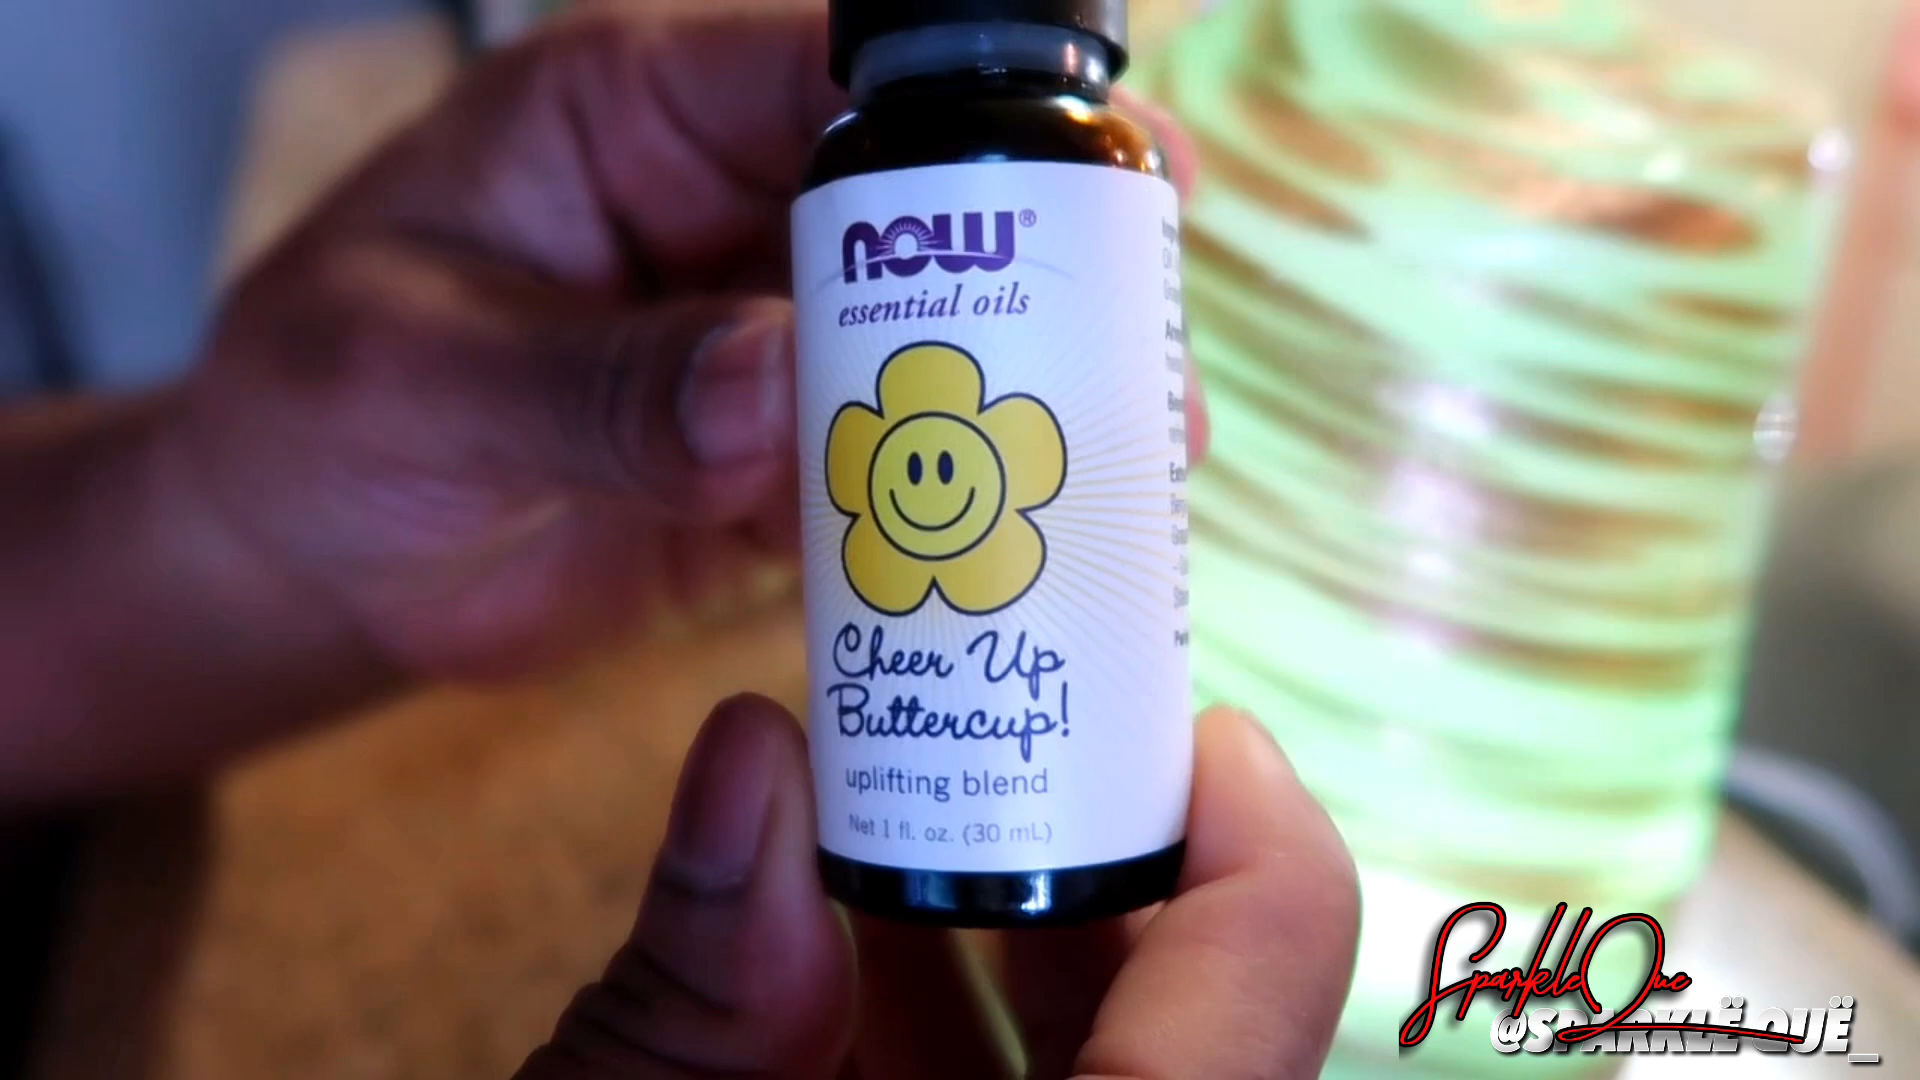 now®
essential oils
Cheer Up
Buttercup!
uplifting blend
Net 1 fl. oz. (30 mL)
SparkleQue
@SPARKLË QUË_